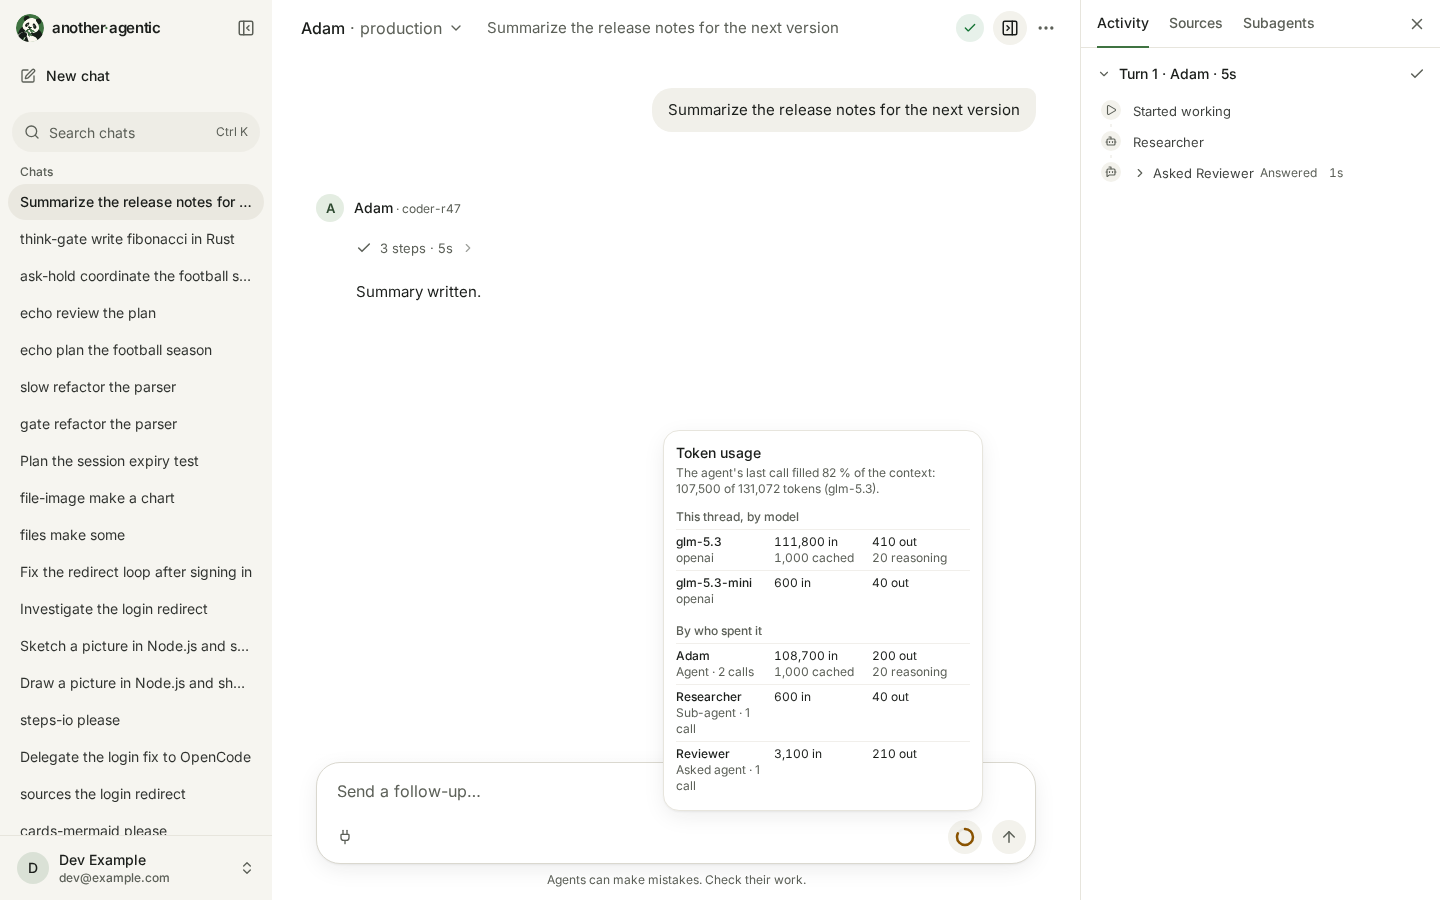 another·agentic
New chat
Search chats Ctrl K
Chats
Summarize the release notes for ...
think-gate write fibonacci in Rust
ask-hold coordinate the football s...
echo review the plan
echo plan the football season
slow refactor the parser
gate refactor the parser
Plan the session expiry test
file-image make a chart
files make some
Fix the redirect loop after signing in
Investigate the login redirect
Sketch a picture in Node.js and s...
Draw a picture in Node.js and sh...
steps-io please
Delegate the login fix to OpenCode
sources the login redirect
cards-mermaid please
D
Dev Example
dev@example.com
Adam · production
Summarize the release notes for the next version
Summarize the release notes for the next version
A
Adam · coder-r47
3 steps · 5s
Summary written.
Token usage
The agent's last call filled 82 % of the context:
107,500 of 131,072 tokens (glm-5.3).
This thread, by model
glm-5.3 111,800 in 410 out
openai 1,000 cached 20 reasoning
glm-5.3-mini 600 in 40 out
openai
By who spent it
Adam 108,700 in 200 out
Agent · 2 calls 1,000 cached 20 reasoning
Researcher 600 in 40 out
Sub-agent · 1
call
Reviewer 3,100 in 210 out
Asked agent · 1
call
Send a follow-up...
Agents can make mistakes. Check their work.
Activity Sources Subagents
Turn 1 · Adam · 5s
Started working
Researcher
Asked Reviewer Answered 1s